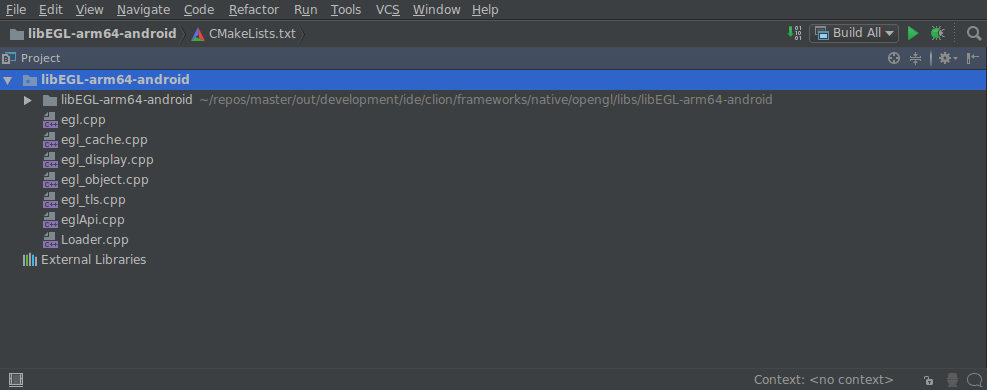 File Edit View Navigate Code Refactor Run Tools VCS Window Help
libEGL-arm64-android CMakeLists.txt Build All
Project
libEGL-arm64-android
libEGL-arm64-android ~/repos/master/out/development/ide/clion/frameworks/native/opengl/libs/libEGL-arm64-android
egl.cpp
egl_cache.cpp
egl_display.cpp
egl_object.cpp
egl_tls.cpp
eglApi.cpp
Loader.cpp
External Libraries
Context: <no context>